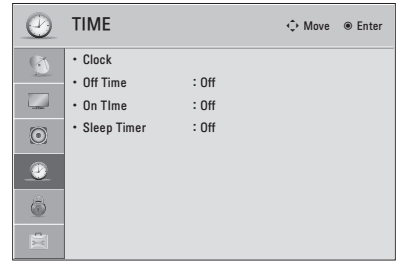 TIME
Move Enter
• Clock
• Off Time : Off
• On TIme : Off
• Sleep Timer : Off